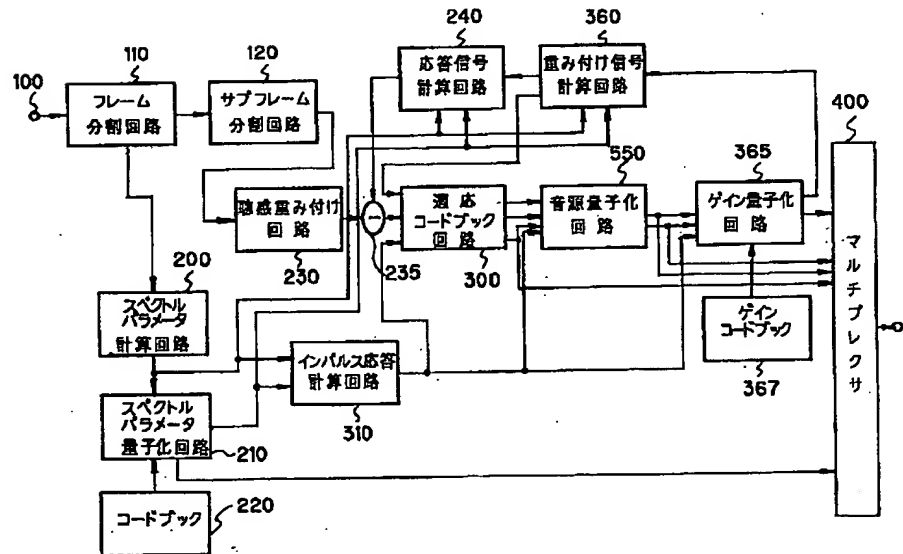 240
360
110
応答信号
計算回路
重み付け信号
計算回路
120
100
400
フレーム
分割回路
サブフレーム
分割回路
550
365
聴感重み付け
回路
適応
コードブック
回路
音源量子化
回路
ゲイン量子化
回路
230
235
300
200
スペクトル
パラメータ
計算回路
ゲイン
コードブック
マルチプレクサ
インパルス応答
計算回路
367
スペクトル
パラメータ
量子化回路
310
210
コードブック
220